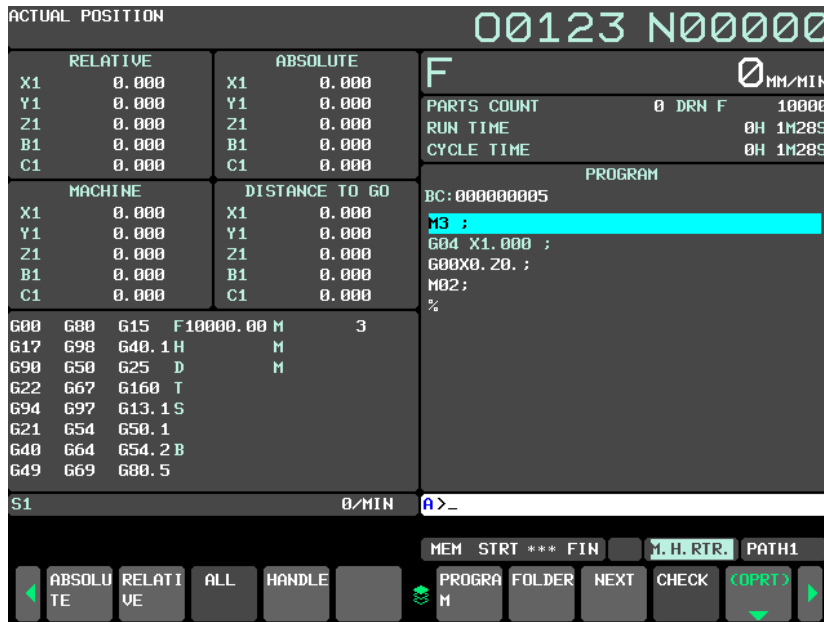 ACTUAL POSITION
O0123 N00000
RELATIVE
X1 0.000
Y1 0.000
Z1 0.000
B1 0.000
C1 0.000
ABSOLUTE
X1 0.000
Y1 0.000
Z1 0.000
B1 0.000
C1 0.000
MACHINE
X1 0.000
Y1 0.000
Z1 0.000
B1 0.000
C1 0.000
DISTANCE TO GO
X1 0.000
Y1 0.000
Z1 0.000
B1 0.000
C1 0.000
G00 G80 G15 F10000.00 M 3
G17 G98 G40.1 H M
G90 G50 G25 D M
G22 G67 G160 T
G94 G97 G13.1 S
G21 G54 G50.1
G40 G64 G54.2 B
G49 G69 G80.5
S1 0/MIN
F 0 MM/MIN
PARTS COUNT 0 DRN F 10000
RUN TIME 0H 1M28S
CYCLE TIME 0H 1M28S
PROGRAM
BC:000000005
M3 ;
G04 X1.000 ;
G00X0.Z0.;
M02;
%
A>_
MEM STRT *** FIN M.H.RTR. PATH1
ABSOLU
TE
RELATI
VE
ALL
HANDLE
PROGRA
M
FOLDER
NEXT
CHECK
(OPRT)